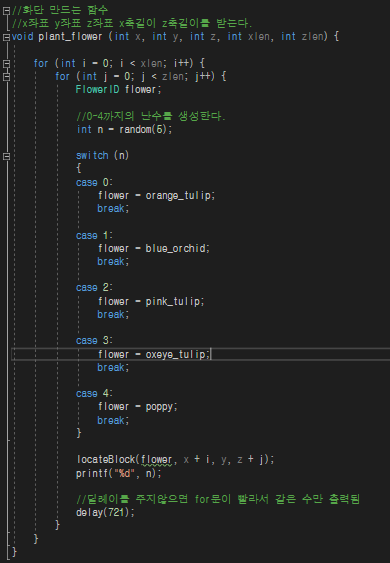 //화단 만드는 함수
//x좌표 y좌표 z좌표 x축길이 z축길이를 받는다.
void plant_flower (int x, int y, int z, int xlen, int zlen) {
for (int i = 0; i < xlen; i++) {
for (int j = 0; j < zlen; j++) {
FlowerID flower;
//0-4까지의 난수를 생성한다.
int n = random(5);
switch (n)
{
case 0:
flower = orange_tulip;
break;
case 1:
flower = blue_orchid;
break;
case 2:
flower = pink_tulip;
break;
case 3:
flower = oxeye_tulip;
break;
case 4:
flower = poppy;
break;
}
locateBlock(flower, x + i, y, z + j);
printf("%d", n);
//딜레이를 주지않으면 for문이 빨라서 같은 수만 출력됨
delay(721);
}
}
}